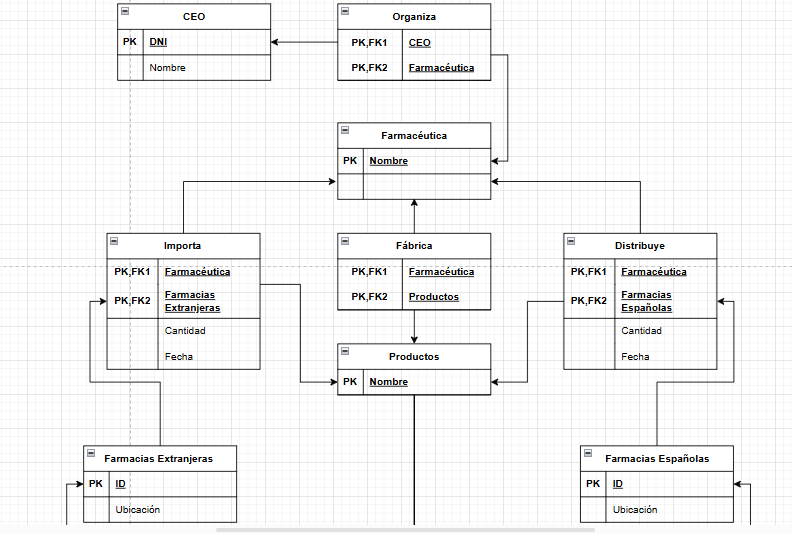 CEO
PK DNI
Nombre
Organiza
PK,FK1 CEO
PK,FK2 Farmacéutica
Farmacéutica
PK Nombre
Importa
PK,FK1 Farmacéutica
PK,FK2 Farmacias
Extranjeras
Cantidad
Fecha
Fábrica
PK,FK1 Farmacéutica
PK,FK2 Productos
Distribuye
PK,FK1 Farmacéutica
PK,FK2 Farmacias
Españolas
Cantidad
Fecha
Productos
PK Nombre
Farmacias Extranjeras
PK ID
Ubicación
Farmacias Españolas
PK ID
Ubicación